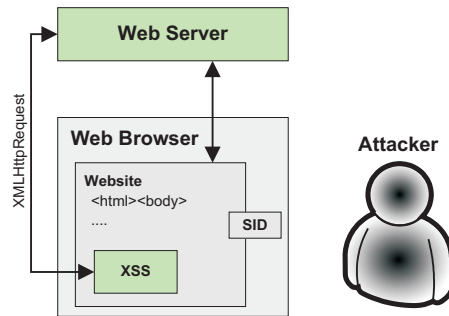 Web Server
XMLHttpRequest
Web Browser
Website
<html><body>
....
SID
XSS
Attacker